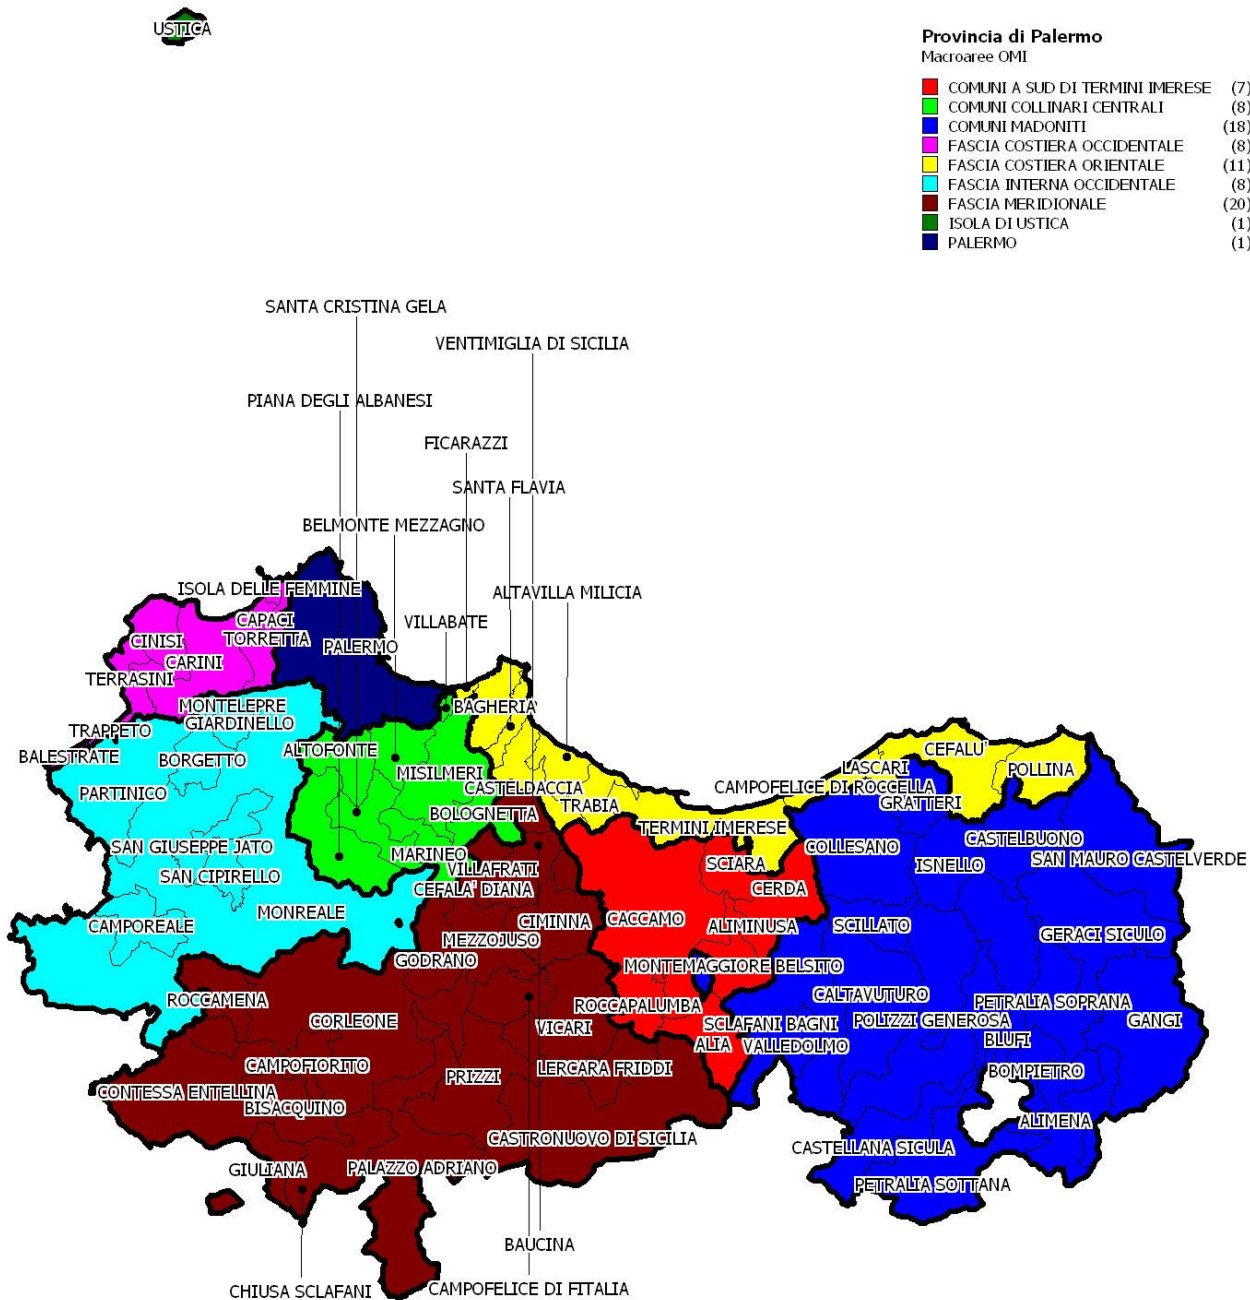 USTICA
Provincia di Palermo
Macroaree OMI
COMUNI A SUD DI TERMINI IMERESE (7)
COMUNI COLLINARI CENTRALI (8)
COMUNI MADONITI (18)
FASCIA COSTIERA OCCIDENTALE (8)
FASCIA COSTIERA ORIENTALE (11)
FASCIA INTERNA OCCIDENTALE (8)
FASCIA MERIDIONALE (20)
ISOLA DI USTICA (1)
PALERMO (1)
SANTA CRISTINA GELA
VENTIMIGLIA DI SICILIA
PIANA DEGLI ALBANESI
FICARAZZI
SANTA FLAVIA
BELMONTE MEZZAGNO
ISOLA DELLE FEMMINE
ALTAVILLA MILICIA
CAPACI
VILLABATE
CINISI
TORRETTA
PALERMO
CARINI
TERRASINI
MONTELEPRE
BAGHERIA
GIARDINELLO
TRAPPETO
BALESTRATE
BORGETTO
ALTOFONTE
CEFALU'
LASCARI
POLLINA
MISILMERI
PARTINICO
CASTELDACCIA
CAMPOFELICE DI ROCCELLA
TRABIA
GRATTERI
BOLOGNETTA
TERMINI IMERESE
CASTELBUONO
SAN GIUSEPPE JATO
MARINEO
COLLESANO
SAN MAURO CASTELVERDE
SCIARA
ISNELLO
VILLAFRATI
SAN CIPIRELLO
CEFALA' DIANA
CERDA
MONREALE
CIMINNA
CACCAMO
CAMPOREALE
ALIMINUSA
SCILLATO
GERACI SICULO
MEZZOJUSO
GODRANO
MONTEMAGGIORE BELSITO
CALTAVUTURO
ROCCAMENA
PETRALIA SOPRANA
ROCCAPALUMBA
CORLEONE
VICARI
SCLAFANI BAGNI
POLIZZI GENEROSA
GANGI
BLUFI
ALIA
VALLEDOLMO
CAMPOFIORITO
LERCARA FRIDDI
BOMPIETRO
PRIZZI
CONTESSA ENTELLINA
BISACQUINO
ALIMENA
CASTRONUOVO DI SICILIA
CASTELLANA SICULA
GIULIANA
PALAZZO ADRIANO
PETRALIA SOTTANA
BAUCINA
CHIUSA SCLAFANI
CAMPOFELICE DI FITALIA